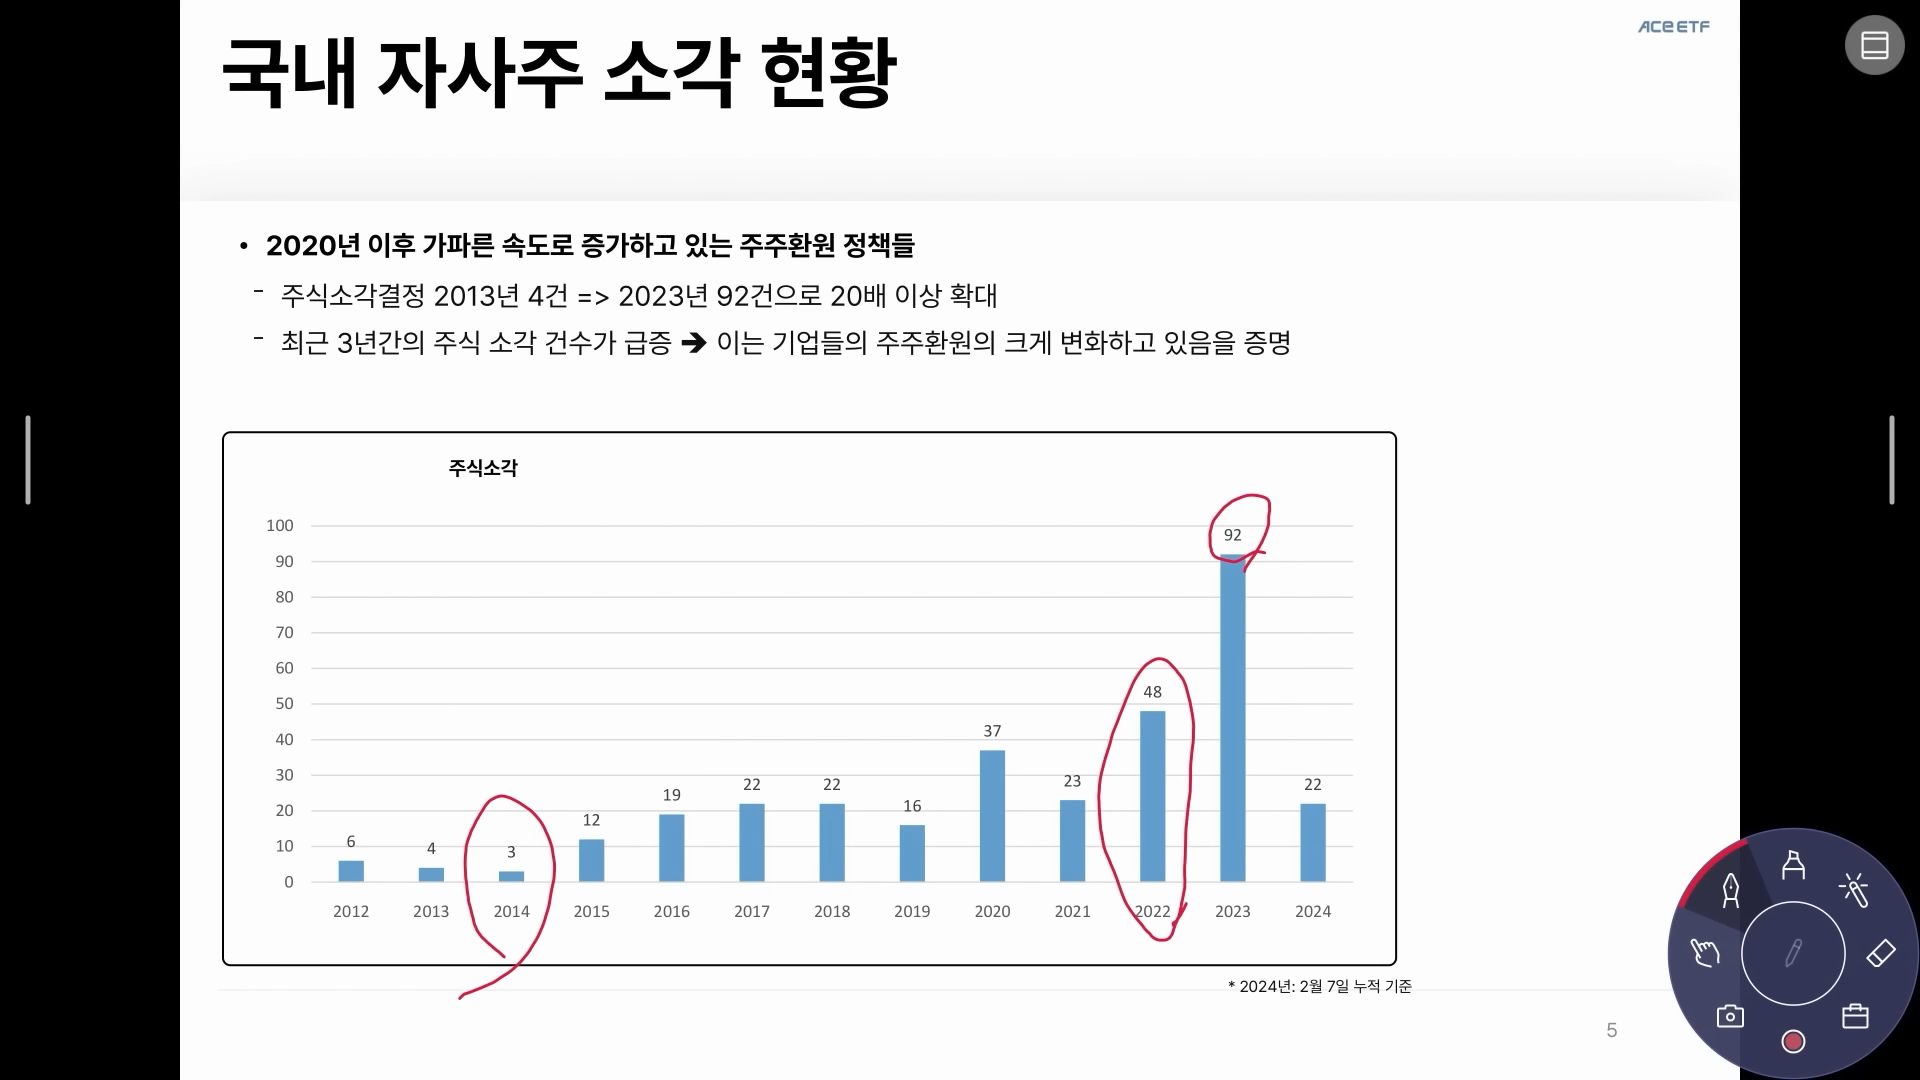 ACE ETF
국내 자사주 소각 현황
• 2020년 이후 가파른 속도로 증가하고 있는 주주환원 정책들
- 주식소각결정 2013년 4건 => 2023년 92건으로 20배 이상 확대
- 최근 3년간의 주식 소각 건수가 급증 ➔ 이는 기업들의 주주환원의 크게 변화하고 있음을 증명
주식소각
100
90
80
70
60
50
40
30
20
10
0
6 4 3 12 19 22 22 16 37 23 48 92 22
2012 2013 2014 2015 2016 2017 2018 2019 2020 2021 2022 2023 2024
* 2024년: 2월 7일 누적 기준
5